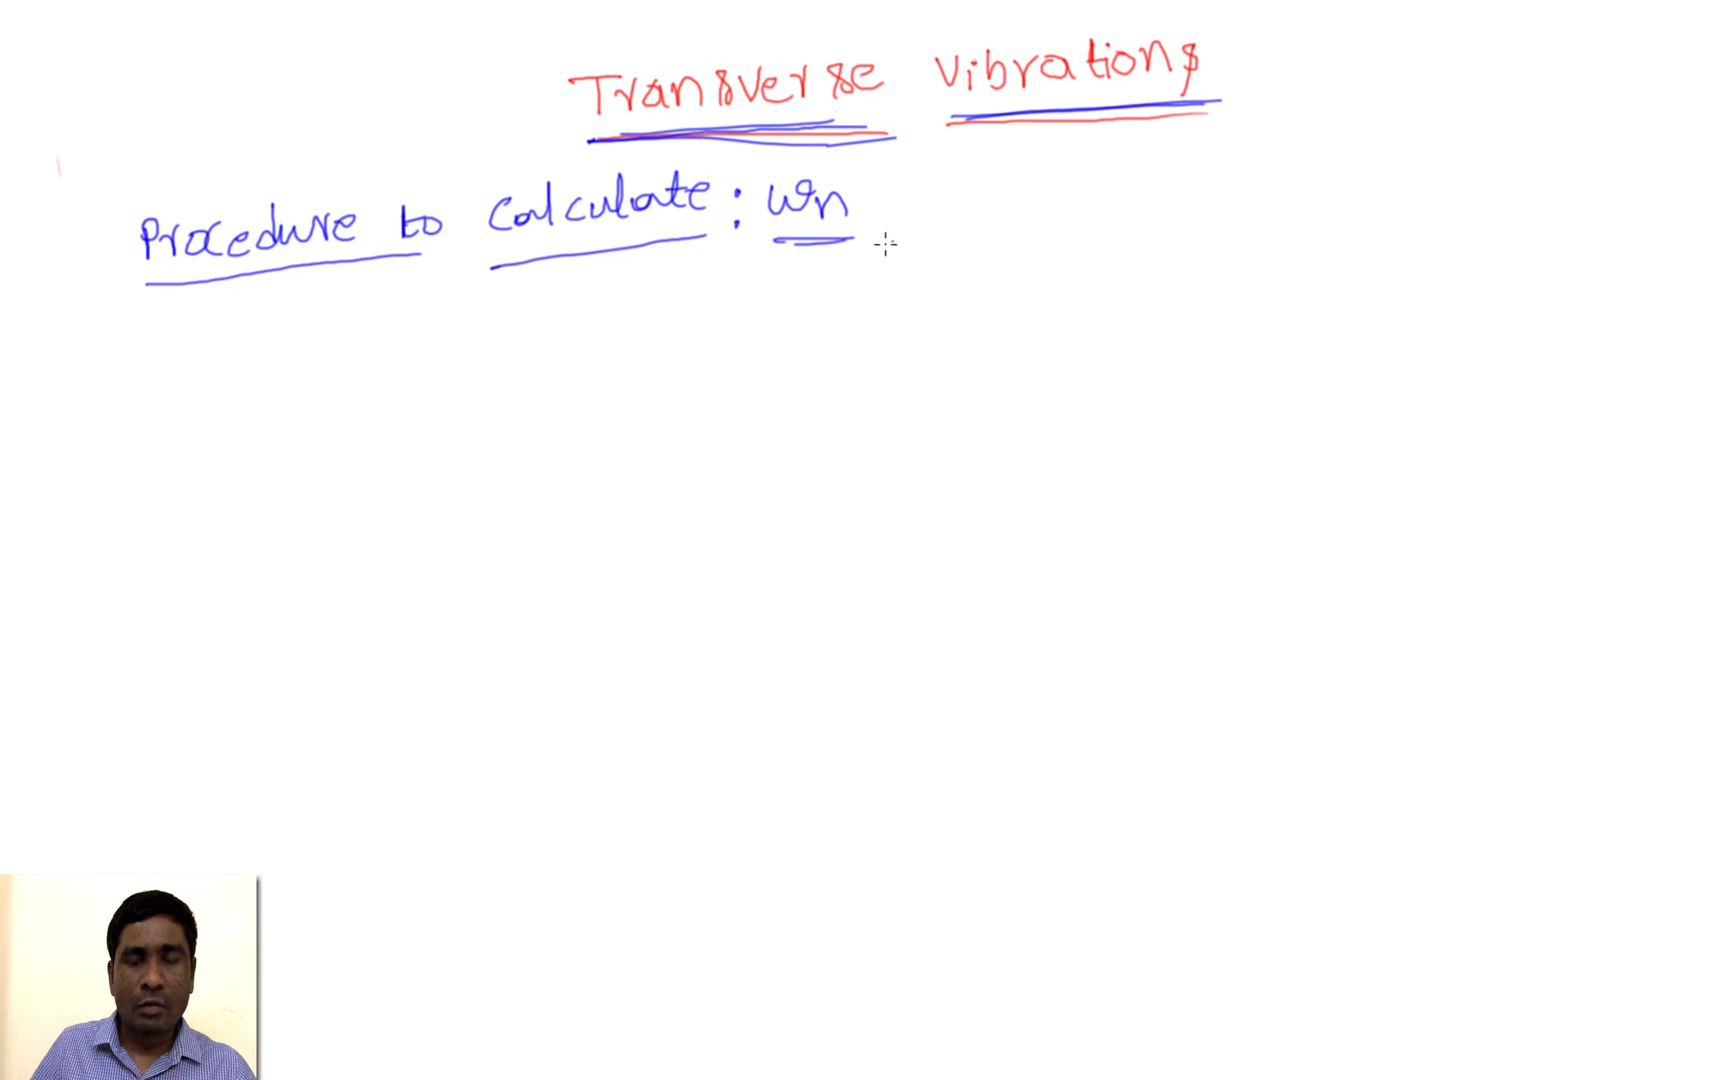 Transverse Vibrations
Procedure to Calculate : ωn